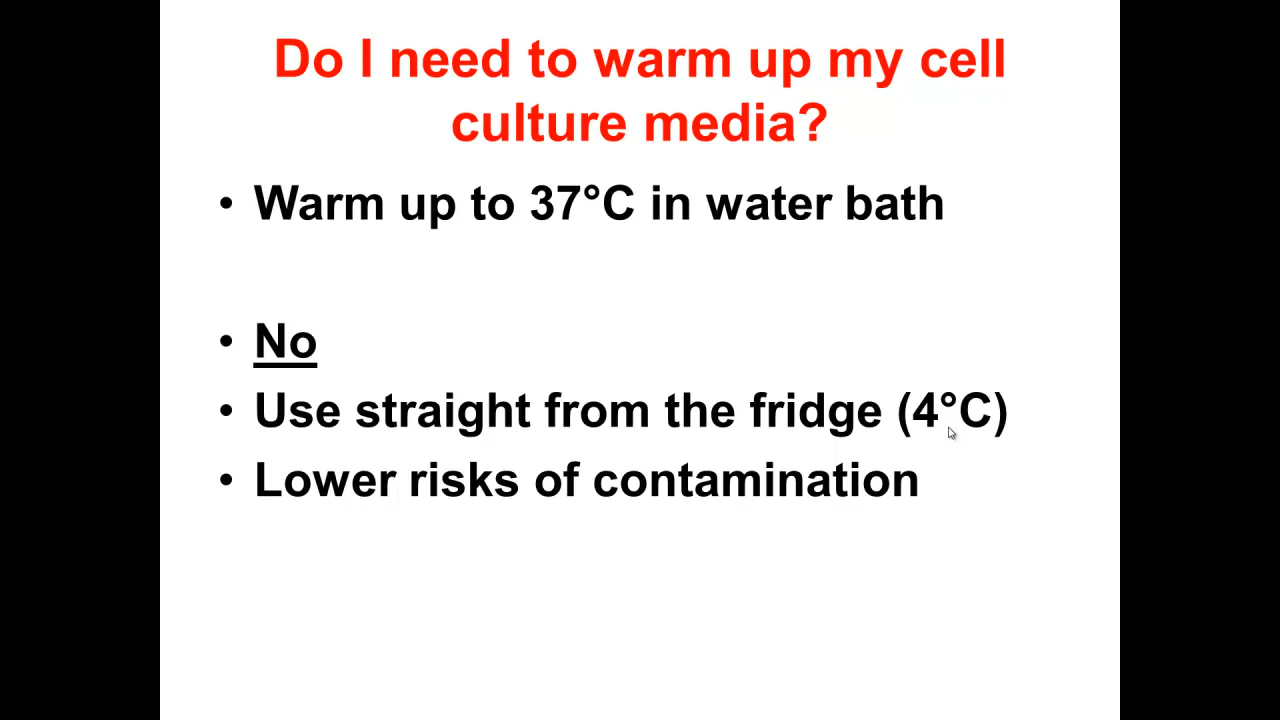 Do I need to warm up my cell
culture media?
• Warm up to 37°C in water bath
• No
• Use straight from the fridge (4°C)
• Lower risks of contamination